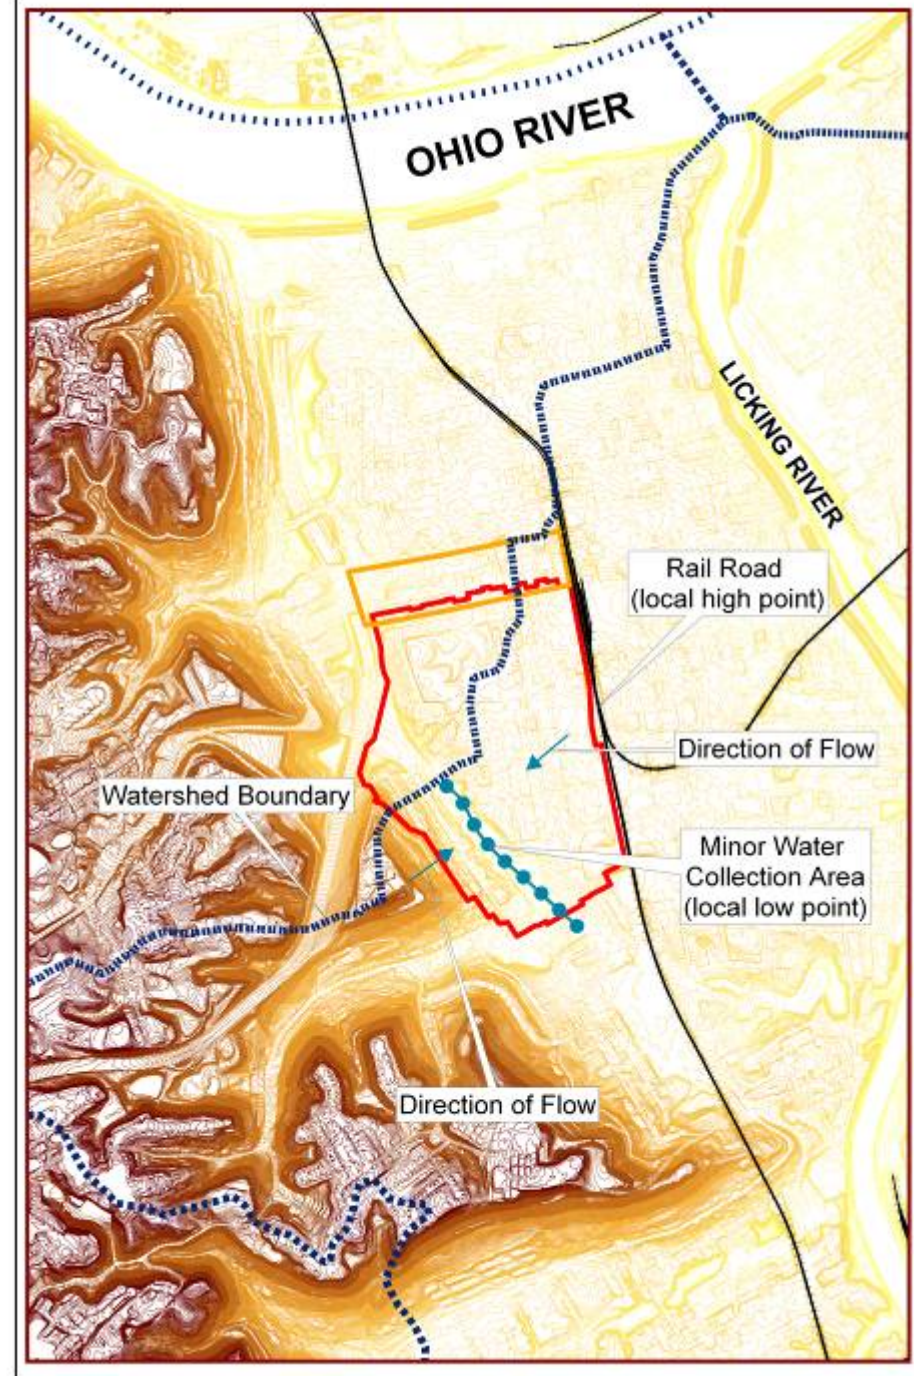 OHIO RIVER
LICKING RIVER
Rail Road
(local high point)
Direction of Flow
Watershed Boundary
Minor Water
Collection Area
(local low point)
Direction of Flow